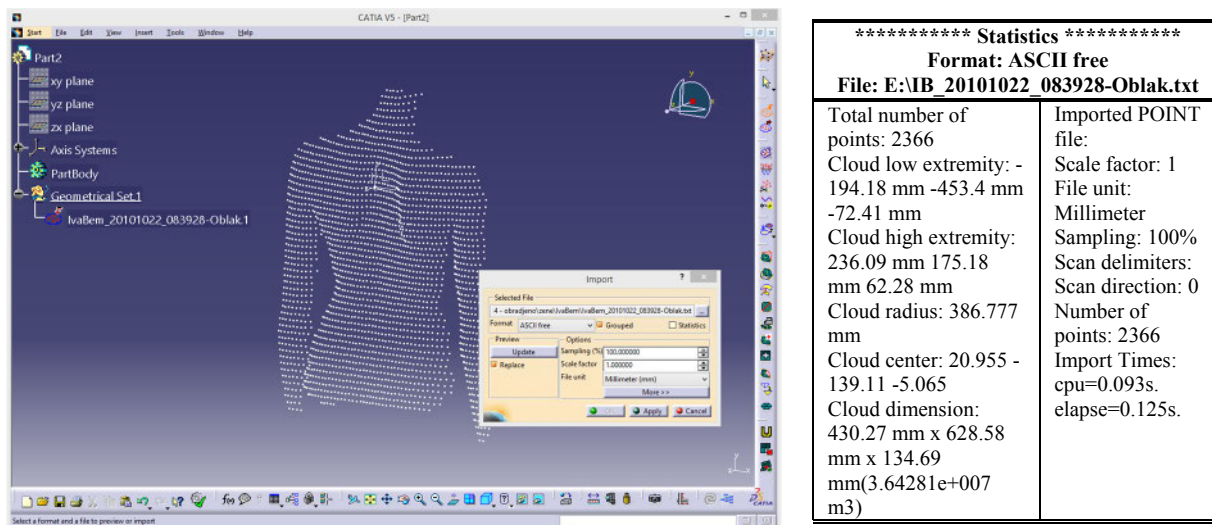 CATIA V5 - [Part2]
Start File Edit View Insert Tools Window Help
Part2
xy plane
yz plane
zx plane
Axis Systems
PartBody
Geometrical Set.1
IvaBem_20101022_083928-Oblak.1
y
Import
Selected File
4 - obradjeno\zene\IvaBem\IvaBem_20101022_083928-Oblak.txt ...
Format ASCII free Grouped Statistics
Preview
Update
Replace
Options
Sampling (%) 100.000000
Scale factor 1.000000
File unit Millimeter (mm)
More >>
Apply Cancel
Select a format and a file to preview or import
*********** Statistics ***********
Format: ASCII free
File: E:\IB_20101022_083928-Oblak.txt
Total number of
points: 2366
Cloud low extremity: -
194.18 mm -453.4 mm
-72.41 mm
Cloud high extremity:
236.09 mm 175.18
mm 62.28 mm
Cloud radius: 386.777
mm
Cloud center: 20.955 -
139.11 -5.065
Cloud dimension:
430.27 mm x 628.58
mm x 134.69
mm(3.64281e+007
m3)
Imported POINT
file:
Scale factor: 1
File unit:
Millimeter
Sampling: 100%
Scan delimiters:
Scan direction: 0
Number of
points: 2366
Import Times:
cpu=0.093s.
elapse=0.125s.